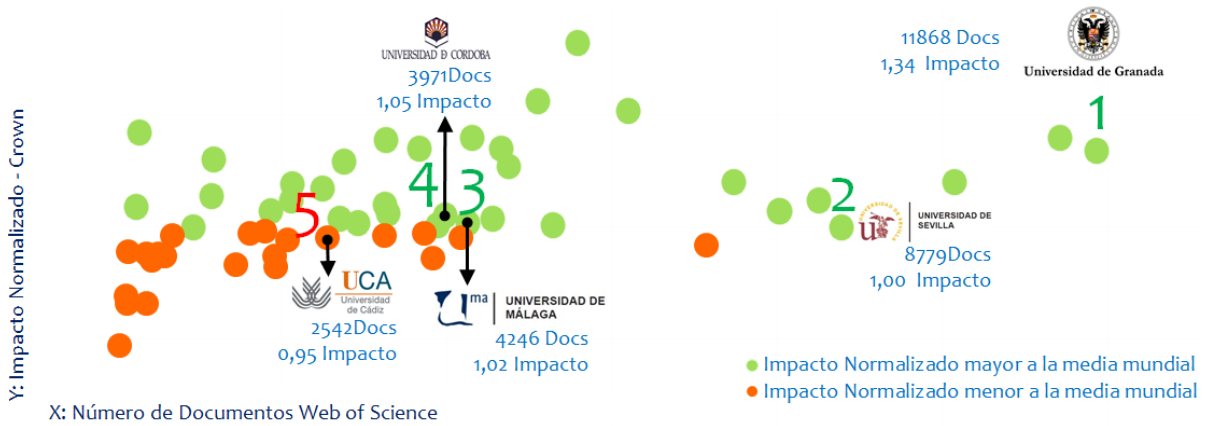 UNIVERSIDAD Ð CORDOBA
3971Docs
1,05 Impacto
11868 Docs
1,34 Impacto
Universidad de Granada
1
4
3
5
2
UNIVERSIDAD DE
SEVILLA
8779Docs
1,00 Impacto
UCA
Universidad
de Cádiz
2542Docs
0,95 Impacto
uma
UNIVERSIDAD DE
MÁLAGA
4246 Docs
1,02 Impacto
Y: Impacto Normalizado - Crown
X: Número de Documentos Web of Science
Impacto Normalizado mayor a la media mundial
Impacto Normalizado menor a la media mundial